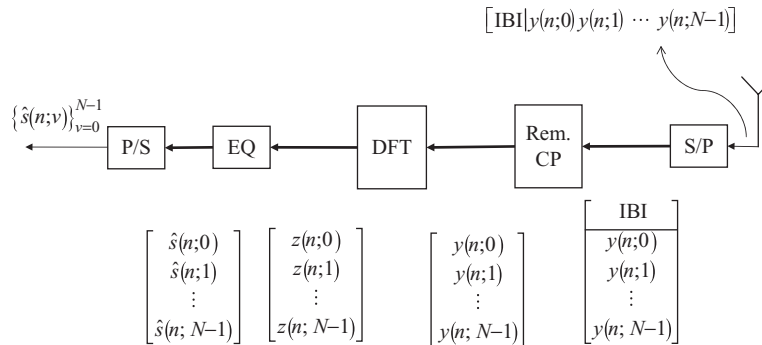 [IBI|y(n;0) y(n;1) ⋯ y(n;N−1)]
{ŝ(n;v)}_{v=0}^{N−1}
P/S
EQ
DFT
Rem.
CP
S/P
[ŝ(n;0)
ŝ(n;1)
⋮
ŝ(n; N−1)]
[z(n;0)
z(n;1)
⋮
z(n; N−1)]
[y(n;0)
y(n;1)
⋮
y(n; N−1)]
[IBI
y(n;0)
y(n;1)
⋮
y(n; N−1)]